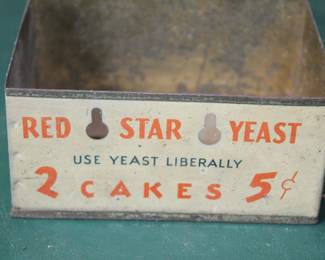 RED STAR YEAST
USE YEAST LIBERALLY
2 CAKES 5¢